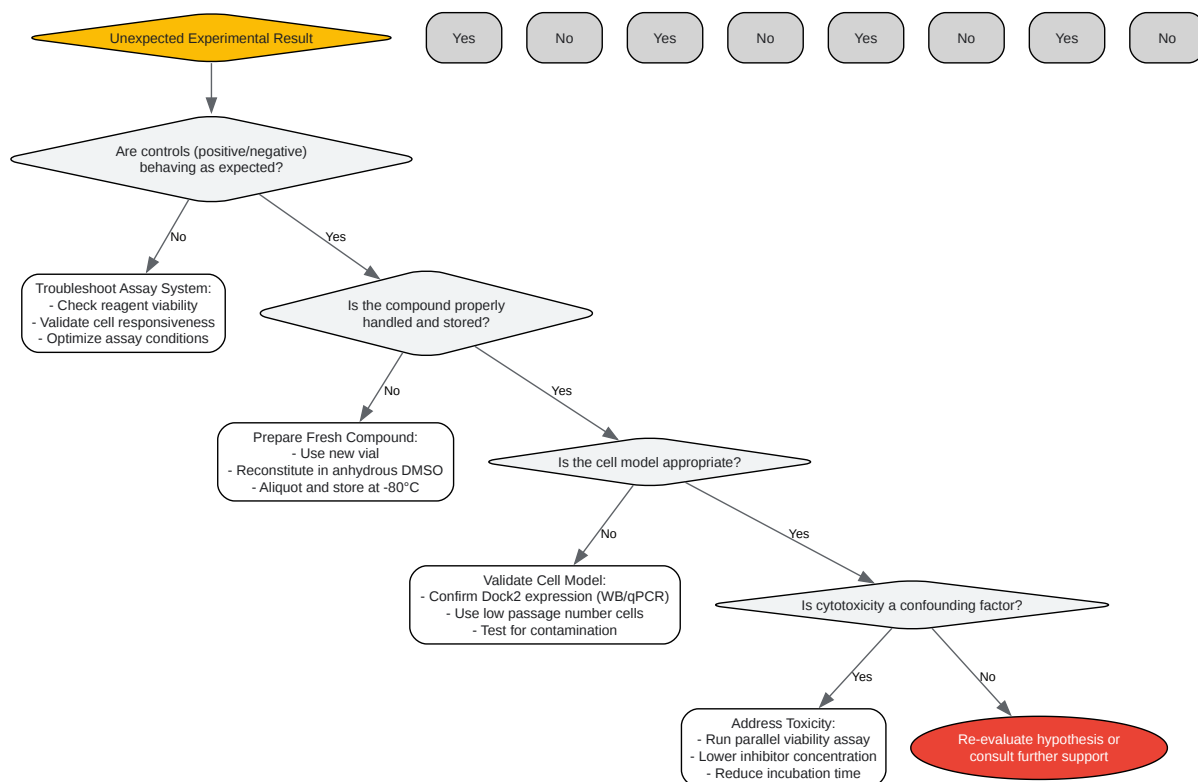 Unexpected Experimental Result
Yes
No
Yes
No
Yes
No
Yes
No
Are controls (positive/negative)
behaving as expected?
No
Yes
Troubleshoot Assay System:
- Check reagent viability
- Validate cell responsiveness
- Optimize assay conditions
Is the compound properly
handled and stored?
No
Yes
Prepare Fresh Compound:
- Use new vial
- Reconstitute in anhydrous DMSO
- Aliquot and store at -80°C
Is the cell model appropriate?
No
Yes
Validate Cell Model:
- Confirm Dock2 expression (WB/qPCR)
- Use low passage number cells
- Test for contamination
Is cytotoxicity a confounding factor?
Yes
No
Address Toxicity:
- Run parallel viability assay
- Lower inhibitor concentration
- Reduce incubation time
Re-evaluate hypothesis or
consult further support